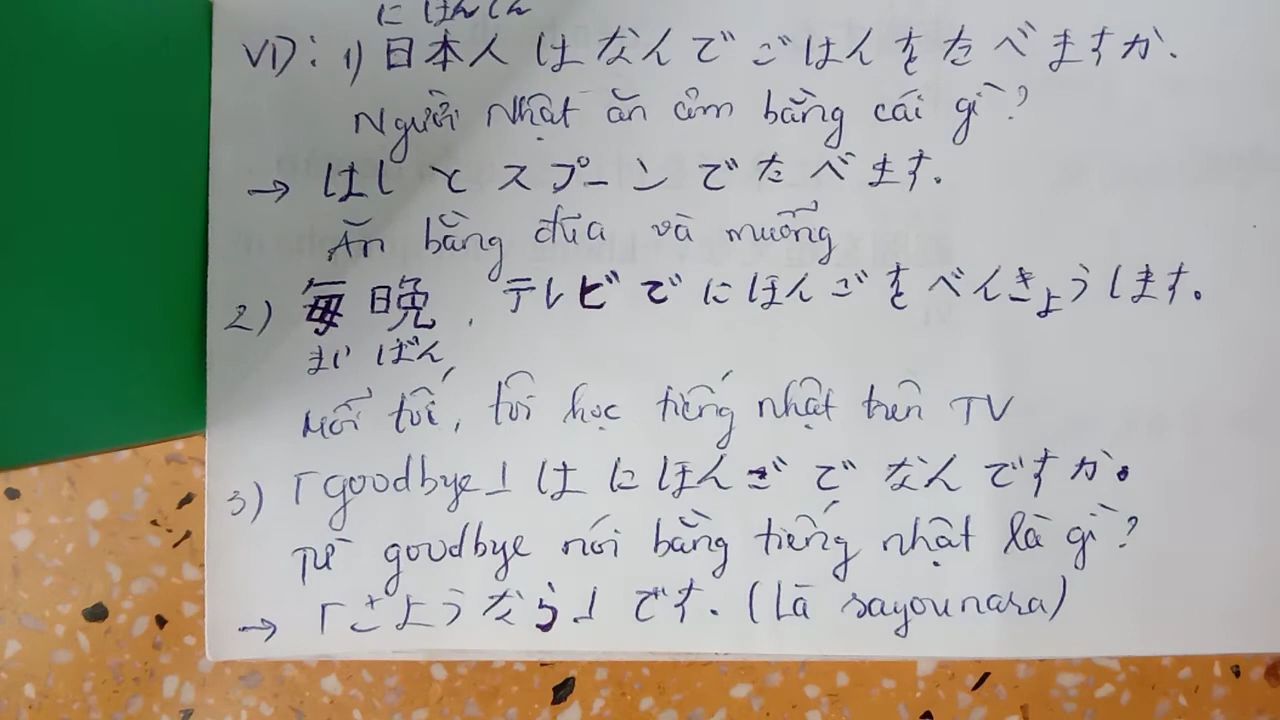 にほんじん
VD: 1) 日本人 は なんで ごはん を た べ ますか.
Người Nhật ăn cơm bằng cái gì?
→ はし と スプーン で た べ ます.
Ăn bằng đũa và muỗng
2) 毎晩, テレビ で にほんごを べんきょうします。
まい ばん
Mỗi tối, tôi học tiếng nhật trên TV
3) 「goodbye」 は にほんご で なん ですか。
Từ goodbye nói bằng tiếng nhật là gì?
→ 「さようなら」 です. (Là sayounara)